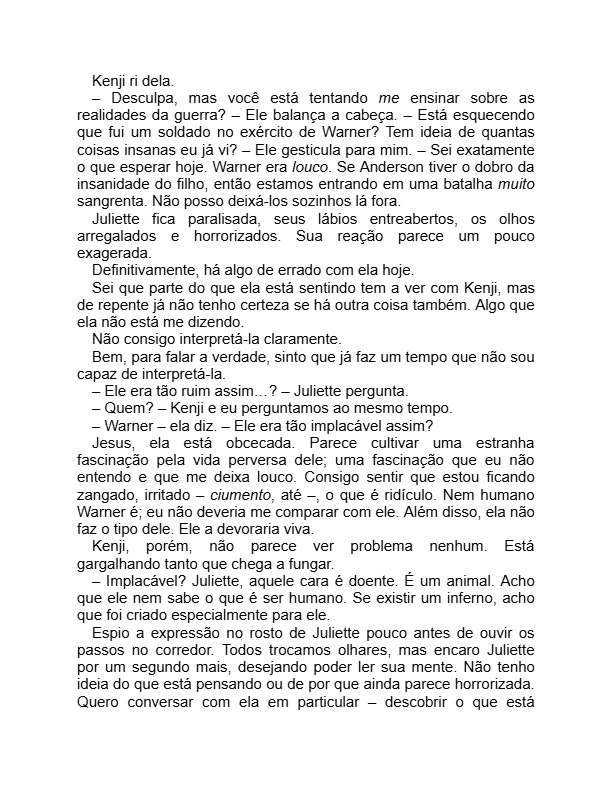 Kenji ri dela.
– Desculpa, mas você está tentando me ensinar sobre as
realidades da guerra? – Ele balança a cabeça. – Está esquecendo
que fui um soldado no exército de Warner? Tem ideia de quantas
coisas insanas eu já vi? – Ele gesticula para mim. – Sei exatamente
o que esperar hoje. Warner era louco. Se Anderson tiver o dobro da
insanidade do filho, então estamos entrando em uma batalha muito
sangrenta. Não posso deixá-los sozinhos lá fora.
Juliette fica paralisada, seus lábios entreabertos, os olhos
arregalados e horrorizados. Sua reação parece um pouco
exagerada.
Definitivamente, há algo de errado com ela hoje.
Sei que parte do que ela está sentindo tem a ver com Kenji, mas
de repente já não tenho certeza se há outra coisa também. Algo que
ela não está me dizendo.
Não consigo interpretá-la claramente.
Bem, para falar a verdade, sinto que já faz um tempo que não sou
capaz de interpretá-la.
– Ele era tão ruim assim…? – Juliette pergunta.
– Quem? – Kenji e eu perguntamos ao mesmo tempo.
– Warner – ela diz. – Ele era tão implacável assim?
Jesus, ela está obcecada. Parece cultivar uma estranha
fascinação pela vida perversa dele; uma fascinação que eu não
entendo e que me deixa louco. Consigo sentir que estou ficando
zangado, irritado – ciumento, até –, o que é ridículo. Nem humano
Warner é; eu não deveria me comparar com ele. Além disso, ela não
faz o tipo dele. Ele a devoraria viva.
Kenji, porém, não parece ver problema nenhum. Está
gargalhando tanto que chega a fungar.
– Implacável? Juliette, aquele cara é doente. É um animal. Acho
que ele nem sabe o que é ser humano. Se existir um inferno, acho
que foi criado especialmente para ele.
Espio a expressão no rosto de Juliette pouco antes de ouvir os
passos no corredor. Todos trocamos olhares, mas encaro Juliette
por um segundo mais, desejando poder ler sua mente. Não tenho
ideia do que está pensando ou de por que ainda parece horrorizada.
Quero conversar com ela em particular – descobrir o que está